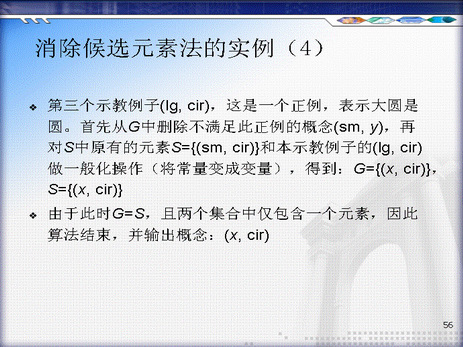 消除候选元素法的实例（4）
❖ 第三个示教例子(lg, cir)，这是一个正例，表示大圆是
圆。首先从G中删除不满足此正例的概念(sm, y)，再
对S中原有的元素S={(sm, cir)}和本示教例子的(lg, cir)
做一般化操作（将常量变成变量），得到：G={(x, cir)}，
S={(x, cir)}
❖ 由于此时G=S，且两个集合中仅包含一个元素，因此
算法结束，并输出概念：(x, cir)
56